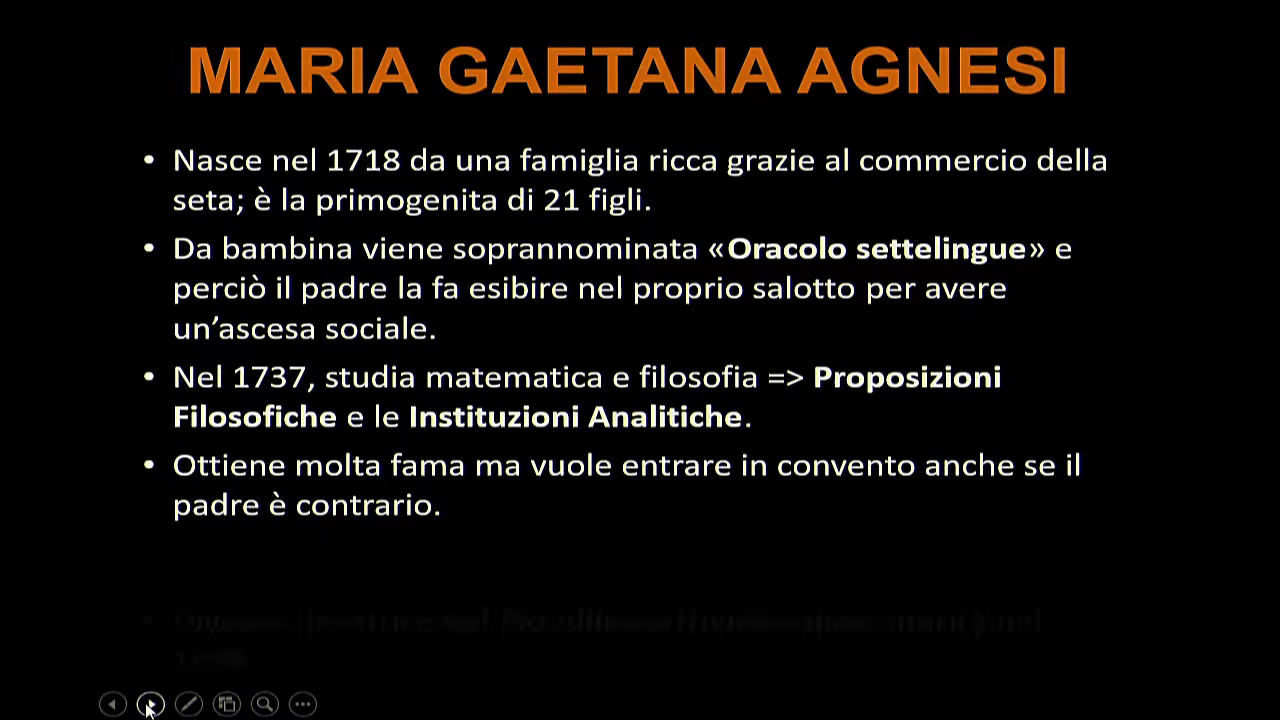 MARIA GAETANA AGNESI
• Nasce nel 1718 da una famiglia ricca grazie al commercio della
seta; è la primogenita di 21 figli.
• Da bambina viene soprannominata «Oracolo settelingue» e
perciò il padre la fa esibire nel proprio salotto per avere
un’ascesa sociale.
• Nel 1737, studia matematica e filosofia => Proposizioni
Filosofiche e le Instituzioni Analitiche.
• Ottiene molta fama ma vuole entrare in convento anche se il
padre è contrario.